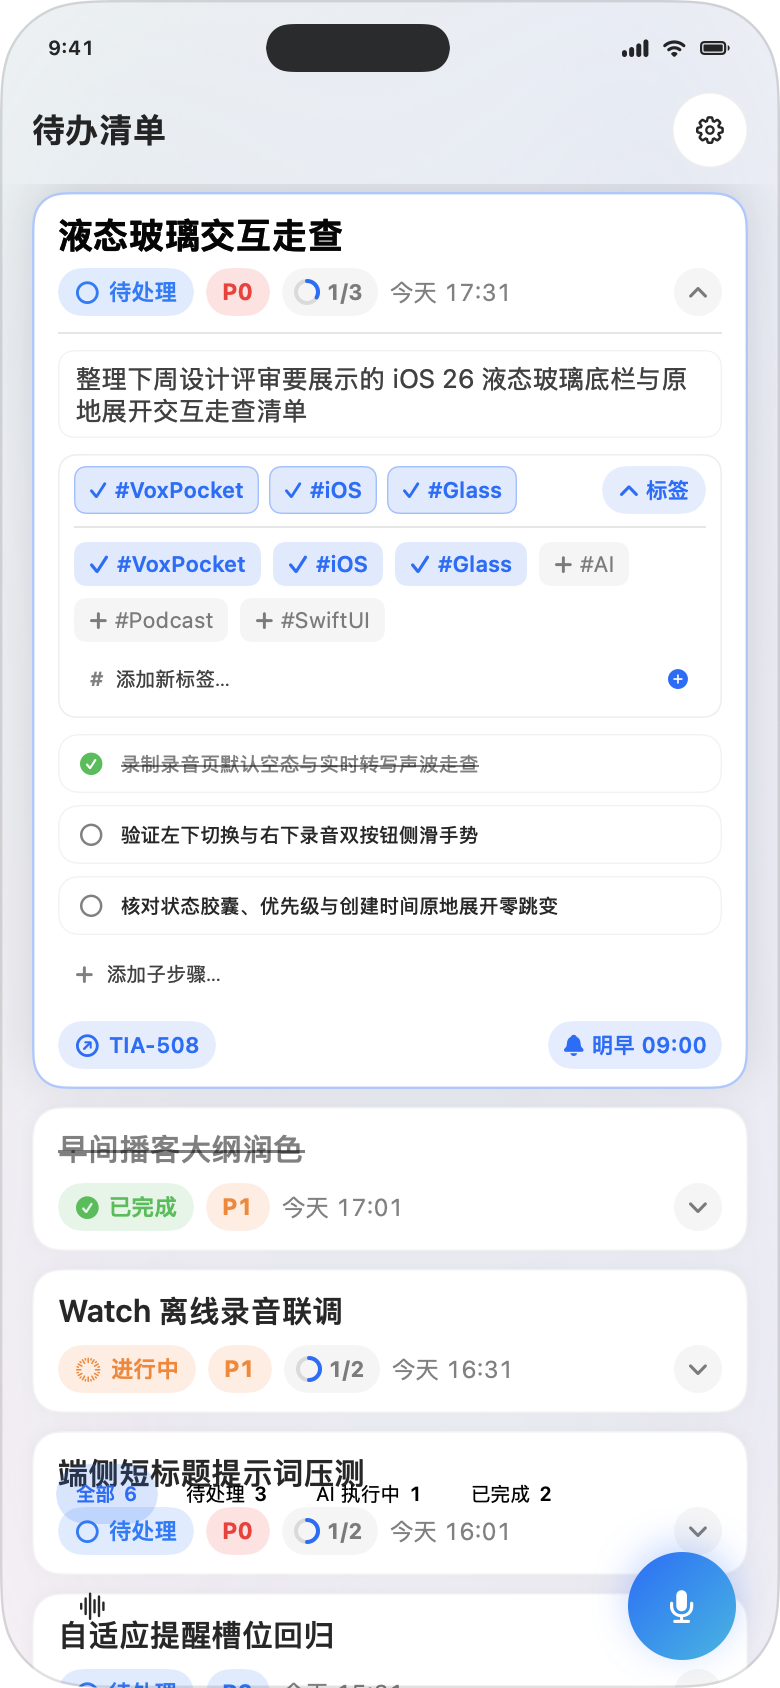 9:41
待办清单
液态玻璃交互走查
待处理 P0 1/3 今天 17:31
整理下周设计评审要展示的 iOS 26 液态玻璃底栏与原
地展开交互走查清单
#VoxPocket #iOS #Glass 标签
#VoxPocket #iOS #Glass + #AI
+ #Podcast + #SwiftUI
# 添加新标签...
录制录音页默认空态与实时转写声波走查
验证左下切换与右下录音双按钮侧滑手势
核对状态胶囊、优先级与创建时间原地展开零跳变
+ 添加子步骤...
TIA-508 明早 09:00
早间播客大纲润色
已完成 P1 今天 17:01
Watch 离线录音联调
进行中 P1 1/2 今天 16:31
端侧短标题提示词压测
全部 6 待处理 3 AI 执行中 1 已完成 2
待处理 P0 1/2 今天 16:01
自适应提醒槽位回归
待处理